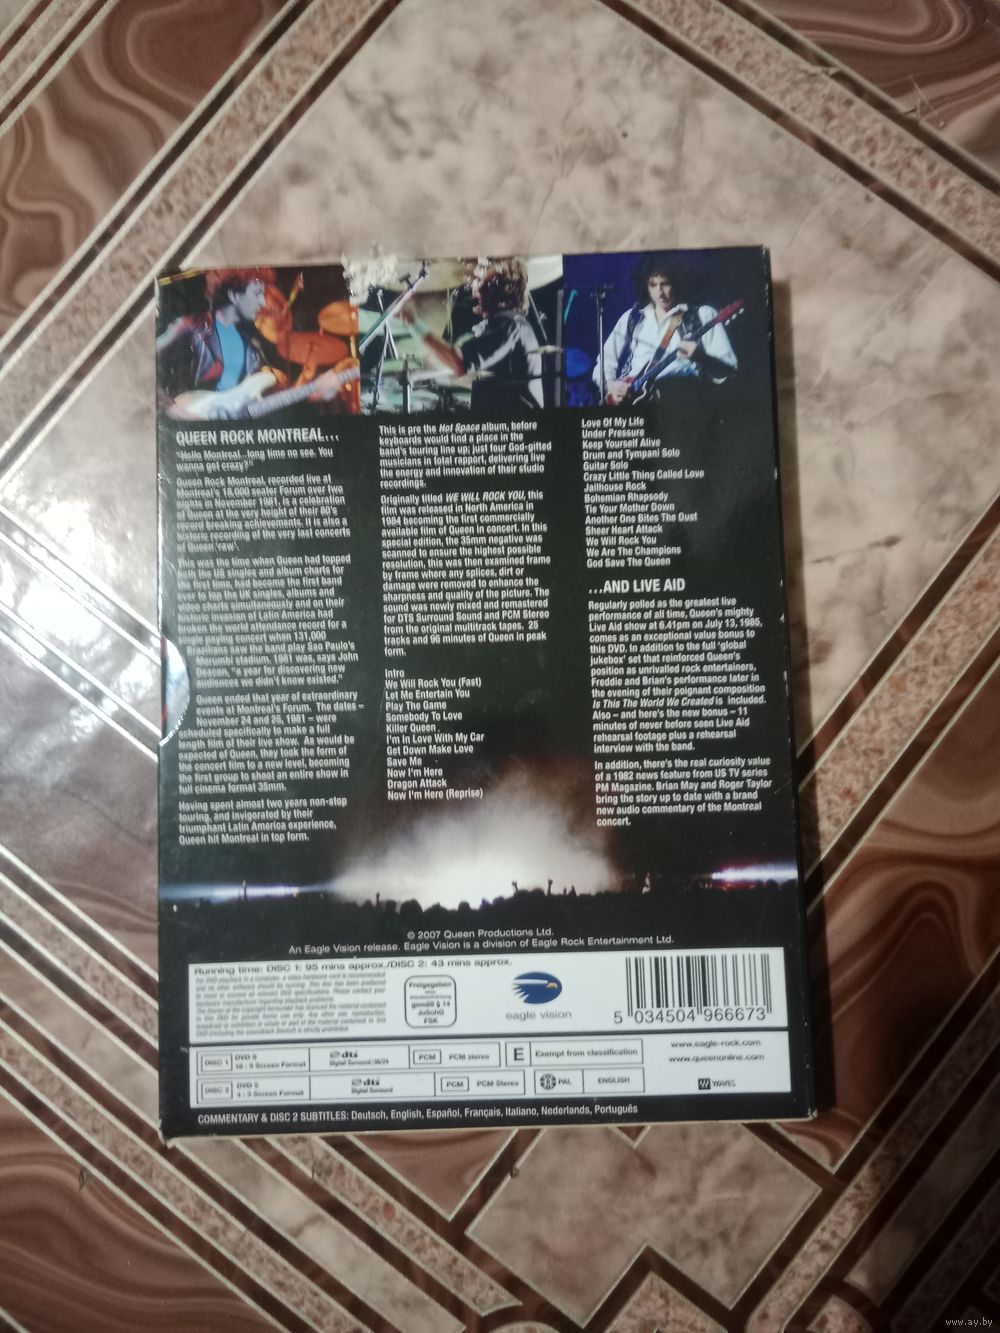 QUEEN ROCK MONTREAL...
"Hello Montreal...long time no see. You
wanna get crazy?"
Queen Rock Montreal, recorded live at
Montreal's 18,000 seater Forum over two
nights in November 1981, is a celebration
of Queen at the very height of their 80's
record breaking achievements. It is also a
historic recording of the very last concerts
of Queen 'raw'.
This was the time when Queen had topped
both the US singles and album charts for
the first time, had become the first band
ever to top the UK singles, albums and
video charts simultaneously and on their
historic invasion of Latin America had
broken the world attendance record for a
single paying concert when 131,000
Brazilians saw the band play Sao Paulo's
Morumbi stadium. 1981 was, says John
Deacon, "a year for discovering new
audiences we didn't know existed."
Queen ended that year of extraordinary
events at Montreal's Forum. The dates –
November 24 and 25, 1981 – were
scheduled specifically to make a full
length film of their live show. As would be
expected of Queen, they took the form of
the concert film to a new level, becoming
the first group to shoot an entire show in
full cinema format 35mm.
Having spent almost two years non-stop
touring, and invigorated by their
triumphant Latin America experience,
Queen hit Montreal in top form.
This is pre the Hot Space album, before
keyboards would find a place in the
band's touring line up; just four God-gifted
musicians in total rapport, delivering live
the energy and innovation of their studio
recordings.
Originally titled WE WILL ROCK YOU, this
film was released in North America in
1984 becoming the first commercially
available film of Queen in concert. In this
special edition, the 35mm negative was
scanned to ensure the highest possible
resolution, this was then examined frame
by frame where any splices, dirt or
damage were removed to enhance the
sharpness and quality of the picture. The
sound was newly mixed and remastered
for DTS Surround Sound and PCM Stereo
from the original multitrack tapes. 25
tracks and 96 minutes of Queen in peak
form.
Intro
We Will Rock You (Fast)
Let Me Entertain You
Play The Game
Somebody To Love
Killer Queen
I'm In Love With My Car
Get Down Make Love
Save Me
Now I'm Here
Dragon Attack
Now I'm Here (Reprise)
Love Of My Life
Under Pressure
Keep Yourself Alive
Drum and Tympani Solo
Guitar Solo
Crazy Little Thing Called Love
Jailhouse Rock
Bohemian Rhapsody
Tie Your Mother Down
Another One Bites The Dust
Sheer Heart Attack
We Will Rock You
We Are The Champions
God Save The Queen
...AND LIVE AID
Regularly polled as the greatest live
performance of all time, Queen's mighty
Live Aid show at 6.41pm on July 13, 1985,
comes as an exceptional value bonus to
this DVD. In addition to the full 'global
jukebox' set that reinforced Queen's
position as unrivalled rock entertainers,
Freddie and Brian's performance later in
the evening of their poignant composition
Is This The World We Created is included.
Also – and here's the new bonus – 11
minutes of never before seen Live Aid
rehearsal footage plus a rehearsal
interview with the band.
In addition, there's the real curiosity value
of a 1982 news feature from US TV series
PM Magazine. Brian May and Roger Taylor
bring the story up to date with a brand
new audio commentary of the Montreal
concert.
© 2007 Queen Productions Ltd.
An Eagle Vision release. Eagle Vision is a division of Eagle Rock Entertainment Ltd.
Running time: DISC 1: 95 mins approx./DISC 2: 43 mins approx.
Freigegeben
gemäß § 14
JuSchG
FSK
eagle vision
5 034504 966673
DISC 1 DVD 9
16 : 9 Screen Format
dts
Digital Surround | 96/24
PCM PCM stereo
E Exempt from classification
DISC 2 DVD 5
4 : 3 Screen Format
dts
Digital Surround
PCM PCM Stereo
PAL
ENGLISH
www.eagle-rock.com
www.queenonline.com
WAVES
COMMENTARY & DISC 2 SUBTITLES: Deutsch, English, Español, Français, Italiano, Nederlands, Português
www.ay.by